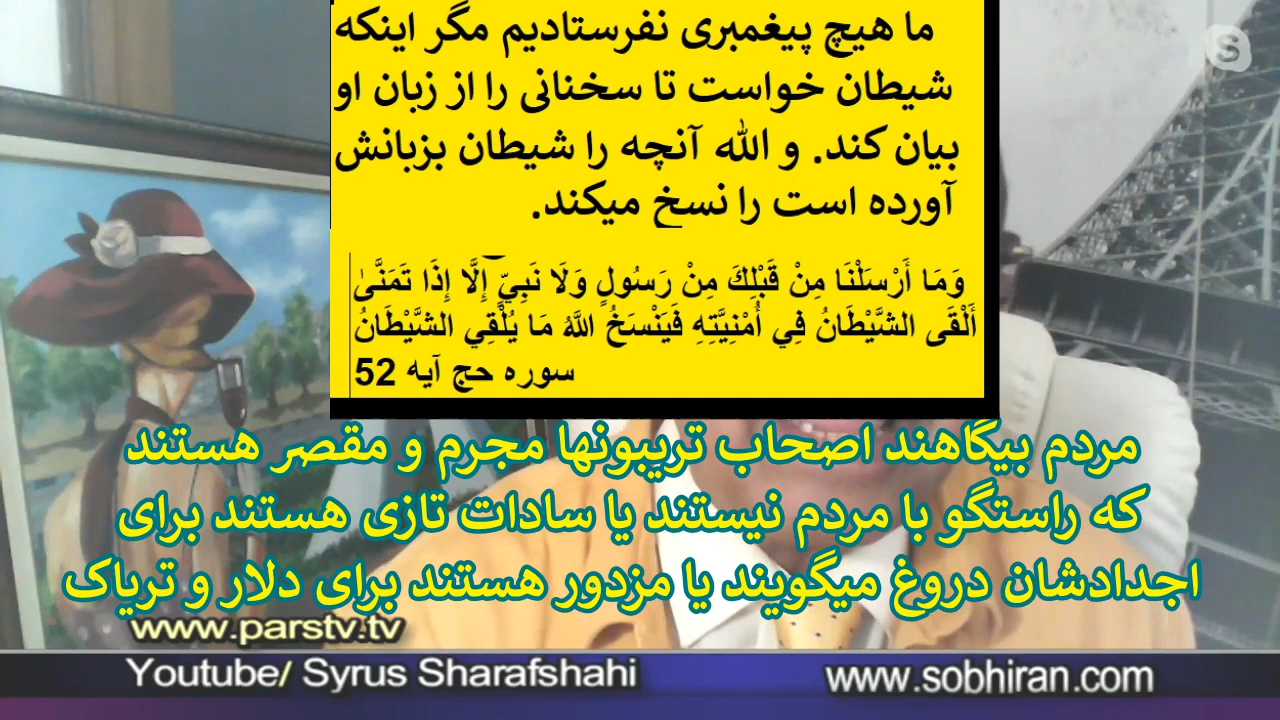 ما هیچ پیغمبری نفرستادیم مگر اینکه
شیطان خواست تا سخنانی را از زبان او
بیان کند. و الله آنچه را شیطان بزبانش
آورده است را نسخ میکند.
وَمَا أَرْسَلْنَا مِنْ قَبْلِكَ مِنْ رَسُولٍ وَلَا نَبِيٍّ إِلَّا إِذَا تَمَنَّىٰ
أَلْقَى الشَّيْطَانُ فِي أُمْنِيَّتِهِ فَيَنْسَخُ اللَّهُ مَا يُلْقِي الشَّيْطَانُ
سوره حج آیه 52
مردم بیگاهند اصحاب تریبونها مجرم و مقصر هستند
که راستگو با مردم نیستند یا سادات تازی هستند برای
اجدادشان دروغ میگویند یا مزدور هستند برای دلار و تریاک
www.parstv.tv
Youtube/ Syrus Sharafshahi
www.sobhiran.com